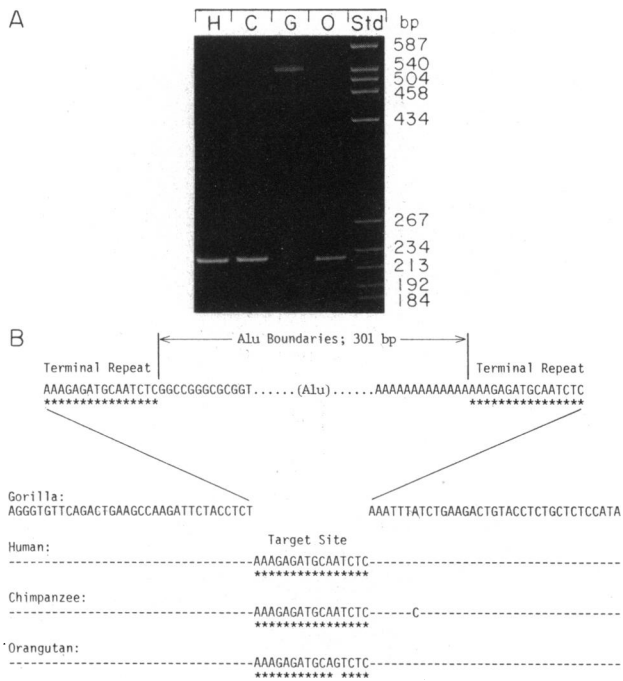 A
H C G O Std bp
587
540
504
458
434
267
234
213
192
184
B
Alu Boundaries; 301 bp
Terminal Repeat Terminal Repeat
AAAGAGATGCAATCTCGGCCGGGCGCGGT......(Alu)......AAAAAAAAAAAAAAAAGAGATGCAATCTC
**************** ****************
Gorilla:
AGGGTGTTCAGACTGAAGCCAAGATTCTACCTCT AAATTTATCTGAAGACTGTACCTCTGCTCTCCATA
Target Site
Human:
----------------------------------AAAGAGATGCAATCTC-----------------------------------
****************
Chimpanzee:
----------------------------------AAAGAGATGCAATCTC------C----------------------------
****************
Orangutan:
----------------------------------AAAGAGATGCAGTCTC-----------------------------------
*********** ****